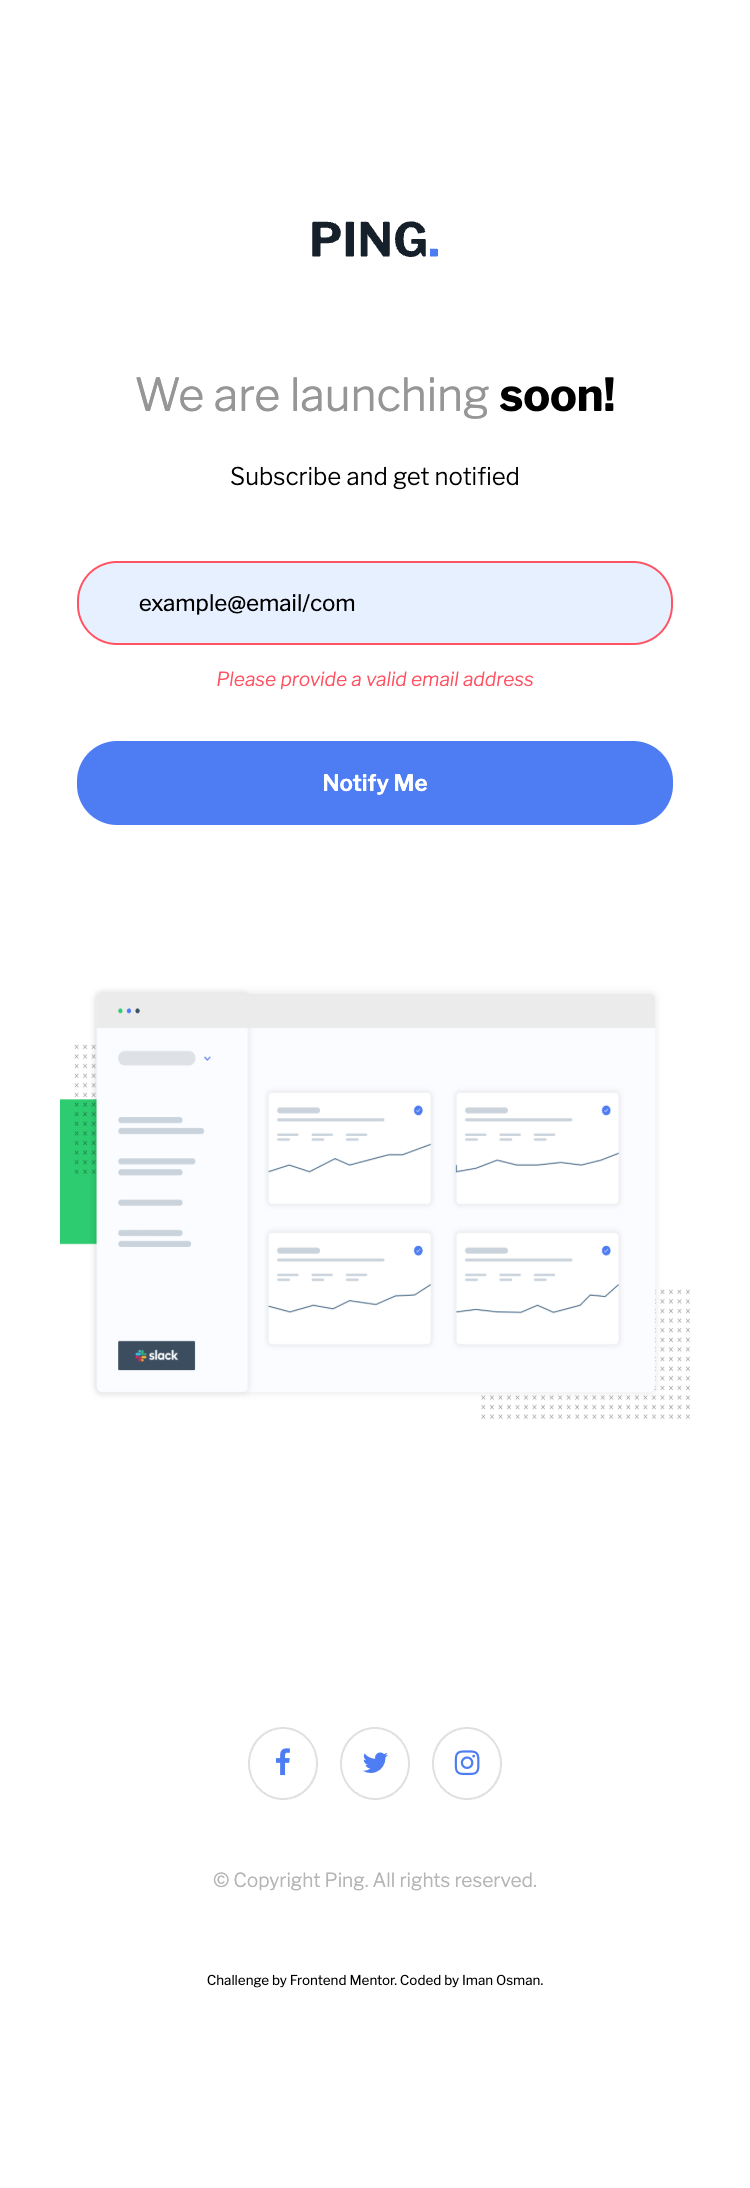 PING.
We are launching soon!
Subscribe and get notified
example@email/com
Please provide a valid email address
Notify Me
slack
© Copyright Ping. All rights reserved.
Challenge by Frontend Mentor. Coded by Iman Osman.